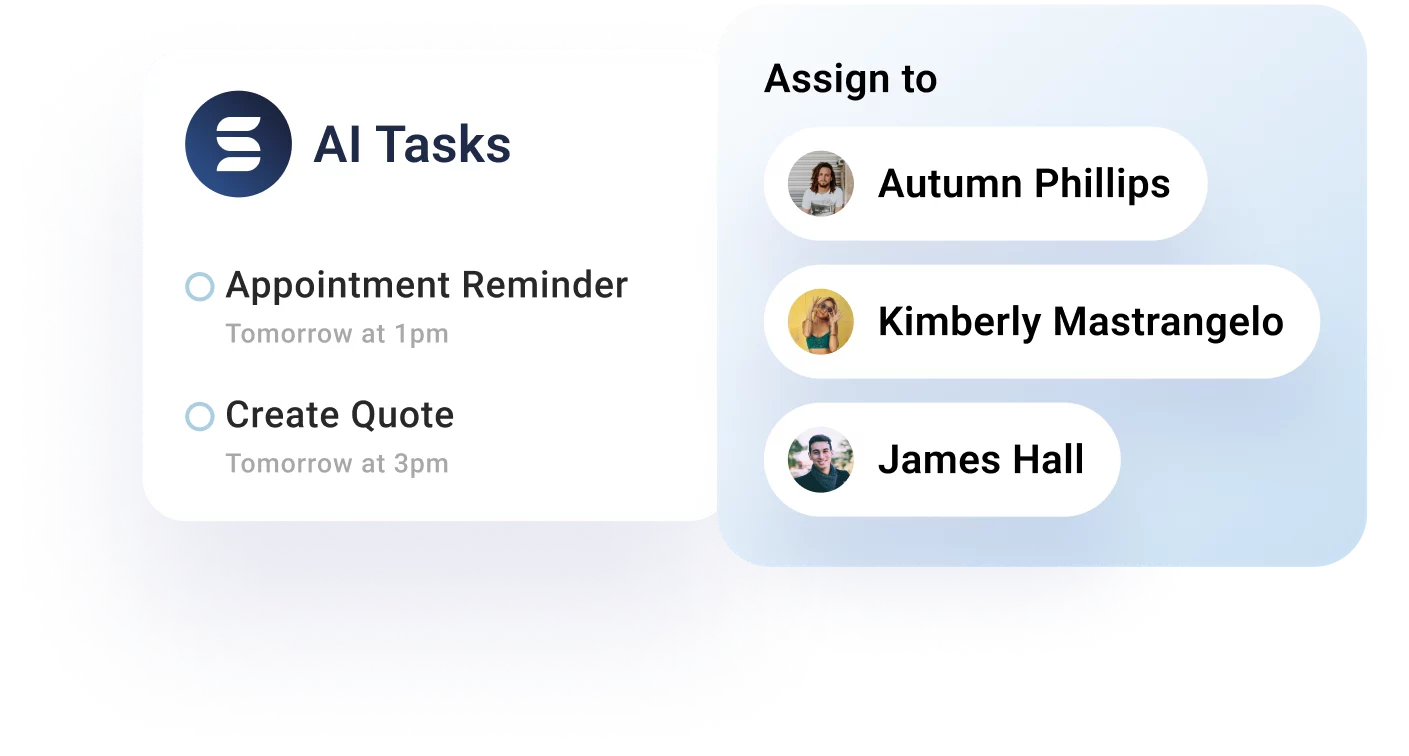 AI Tasks
Appointment Reminder
Tomorrow at 1pm
Create Quote
Tomorrow at 3pm
Assign to
Autumn Phillips
Kimberly Mastrangelo
James Hall